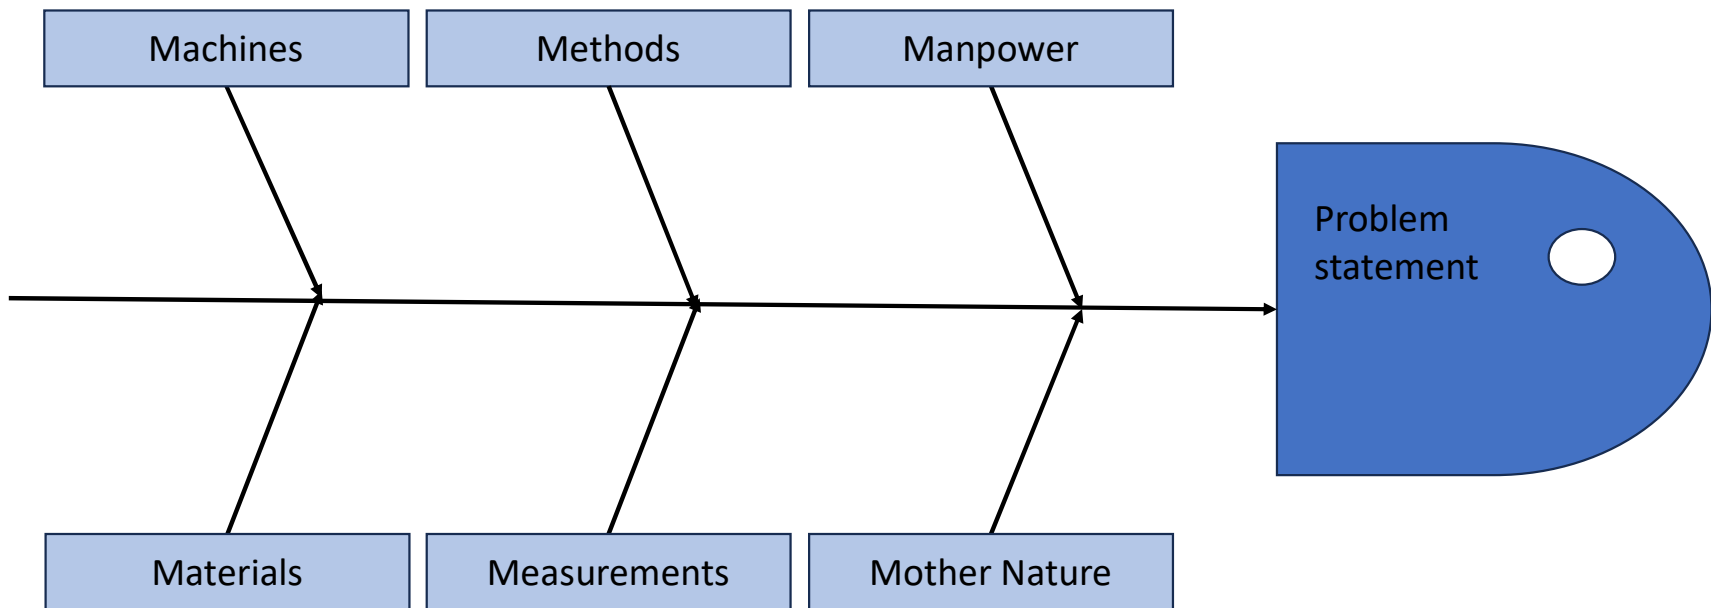 Machines
Methods
Manpower
Problem
statement
Materials
Measurements
Mother Nature